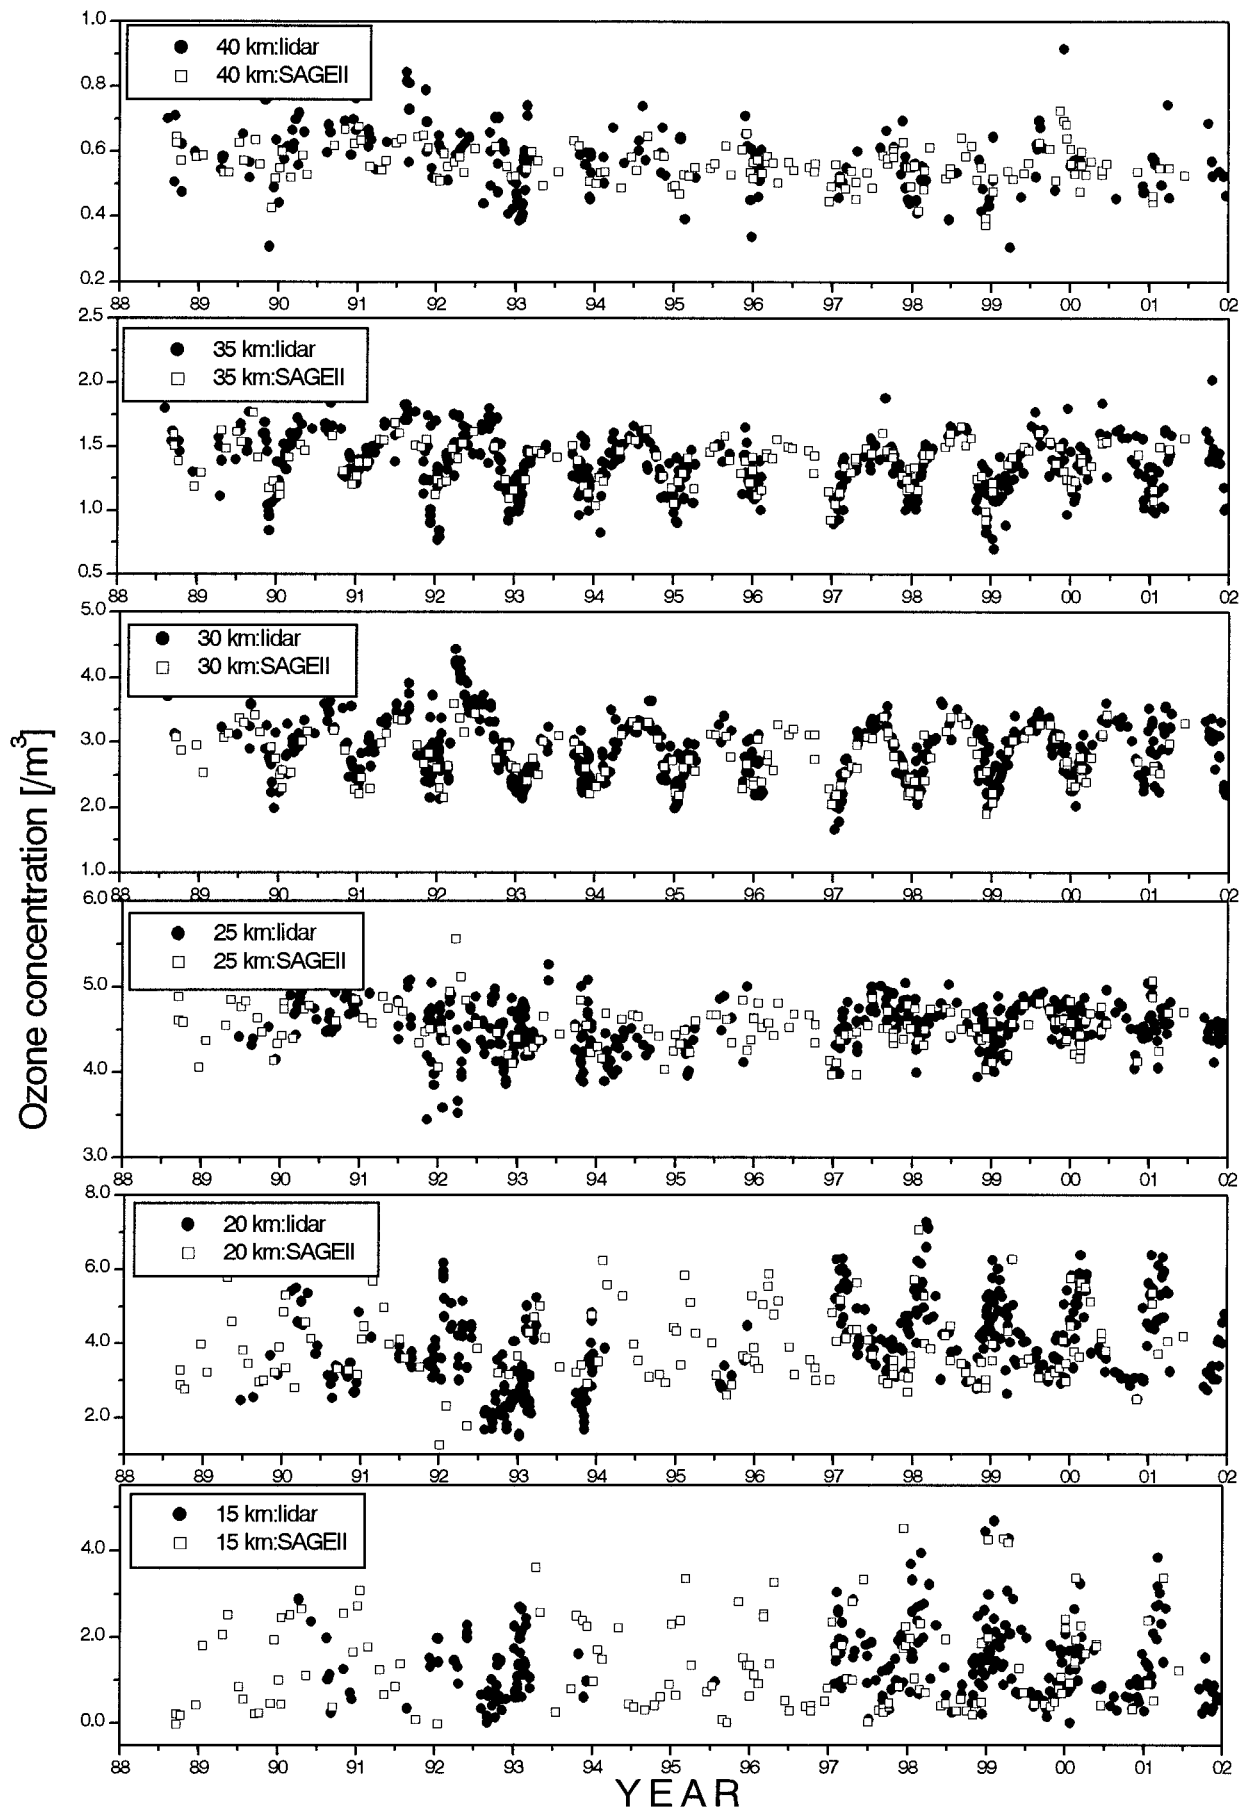 Ozone concentration [/m³]
1.0
0.8
0.6
0.4
0.2
40 km:lidar
40 km:SAGEII
88 89 90 91 92 93 94 95 96 97 98 99 00 01 02
2.5
2.0
1.5
1.0
0.5
35 km:lidar
35 km:SAGEII
88 89 90 91 92 93 94 95 96 97 98 99 00 01 02
5.0
4.0
3.0
2.0
1.0
30 km:lidar
30 km:SAGEII
88 89 90 91 92 93 94 95 96 97 98 99 00 01 02
6.0
5.0
4.0
3.0
25 km:lidar
25 km:SAGEII
88 89 90 91 92 93 94 95 96 97 98 99 00 01 02
8.0
6.0
4.0
2.0
20 km:lidar
20 km:SAGEII
88 89 90 91 92 93 94 95 96 97 98 99 00 01 02
4.0
2.0
0.0
15 km:lidar
15 km:SAGEII
88 89 90 91 92 93 94 95 96 97 98 99 00 01 02
YEAR